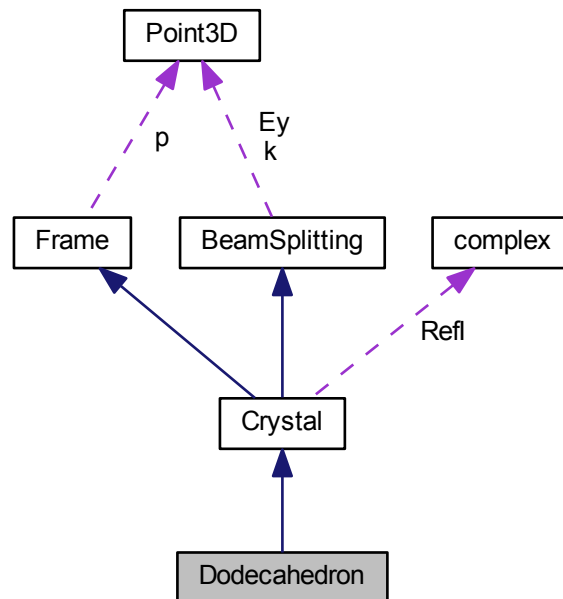 Point3D
p
Ey
k
Frame
BeamSplitting
complex
Refl
Crystal
Dodecahedron